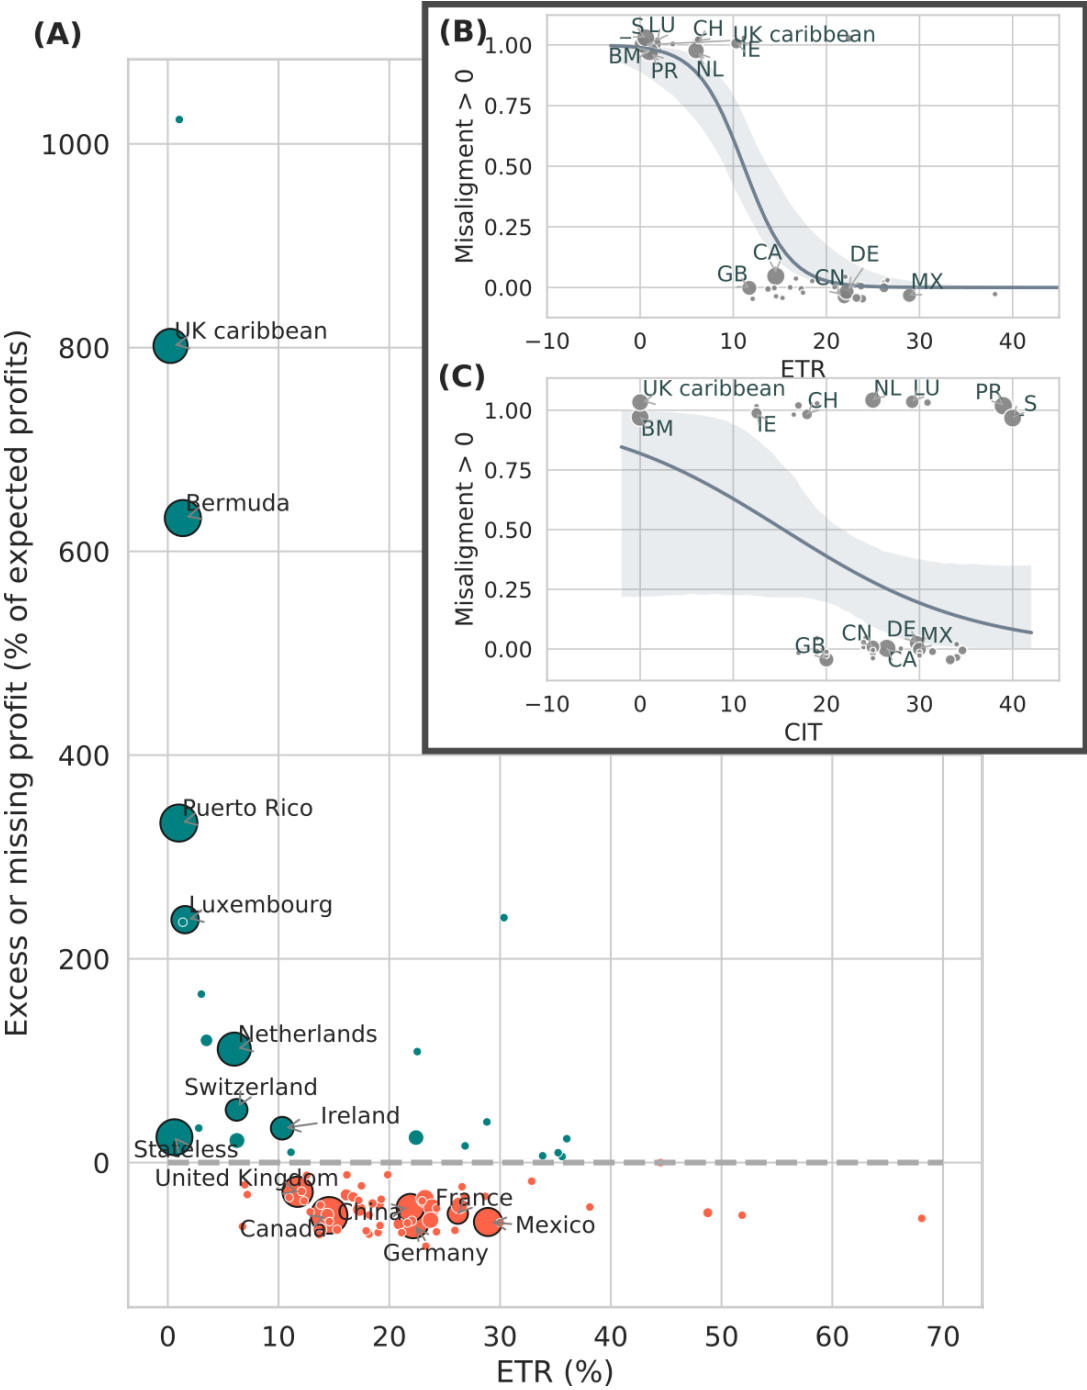 (A)
Excess or missing profit (% of expected profits)
1000
800
600
400
200
0
UK caribbean
Bermuda
Puerto Rico
Luxembourg
Netherlands
Switzerland
Ireland
Stateless
United Kingdom
Canada
China
France
Mexico
Germany
0 10 20 30 40 50 60 70
ETR (%)
(B)
Misaligment > 0
1.00
0.75
0.50
0.25
0.00
_S LU CH UK caribbean
BM PR NL IE
CA DE
GB CN MX
−10 0 10 20 30 40
ETR
(C)
Misaligment > 0
1.00
0.75
0.50
0.25
0.00
UK caribbean CH NL LU PR _S
BM IE
GB CN DE MX
CA
−10 0 10 20 30 40
CIT